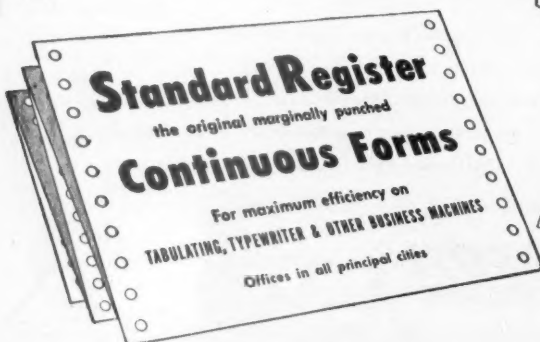 Standard Register
the original marginally punched
Continuous Forms
For maximum efficiency on
TABULATING, TYPEWRITER & OTHER BUSINESS MACHINES
Offices in all principal cities